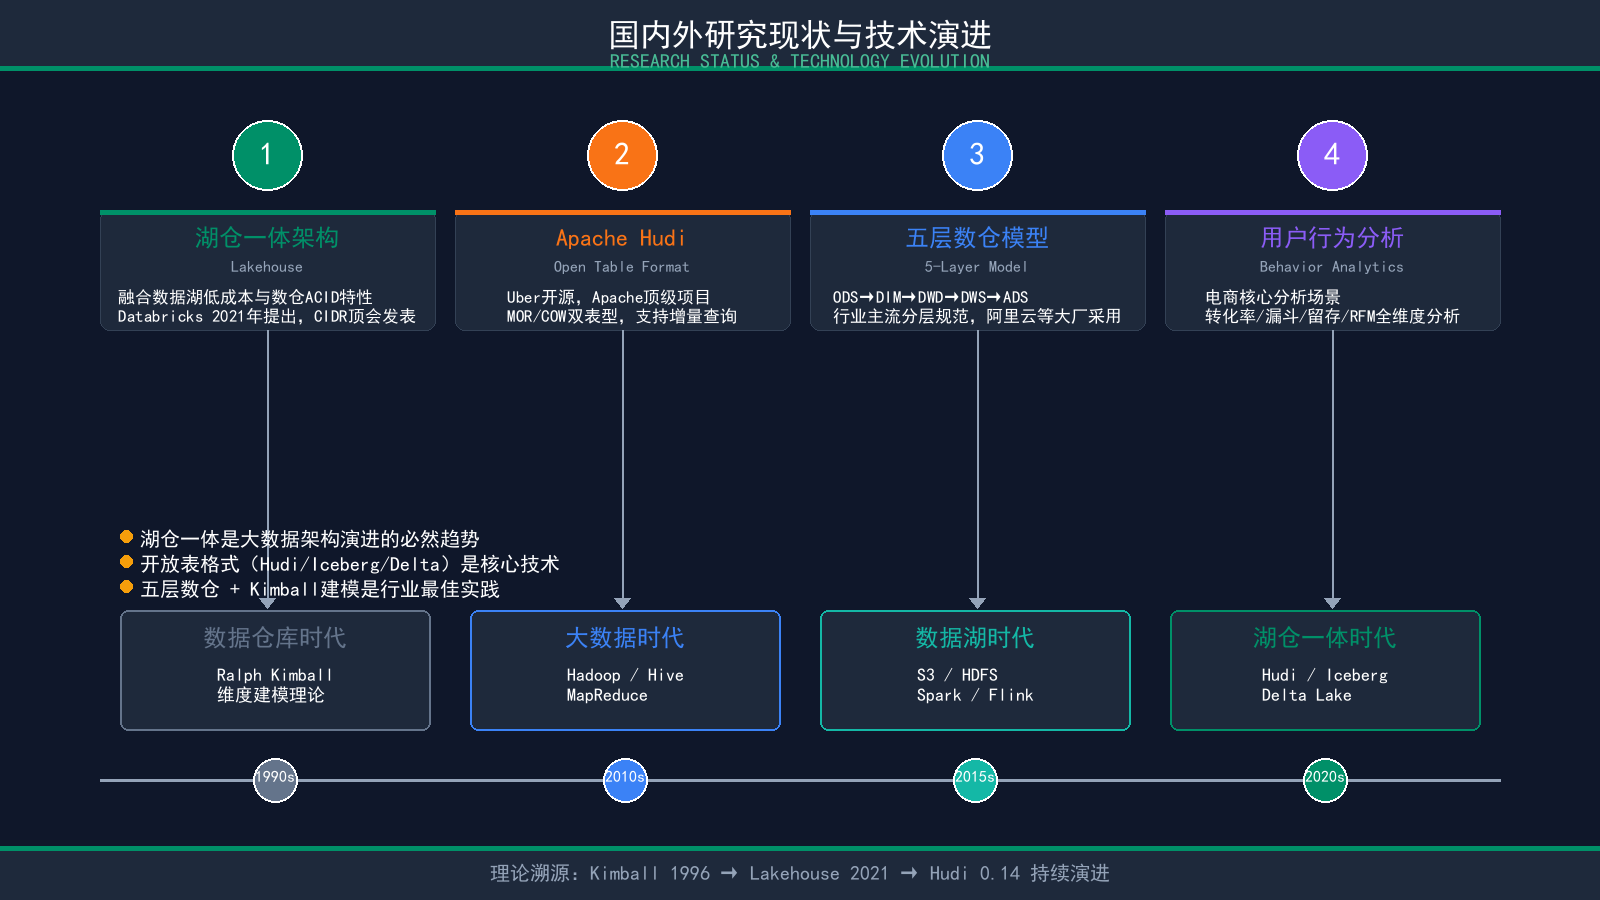 国内外研究现状与技术演进
RESEARCH STATUS & TECHNOLOGY EVOLUTION
1
2
3
4
湖仓一体架构
Lakehouse
融合数据湖低成本与数仓ACID特性
Databricks 2021年提出，CIDR顶会发表
Apache Hudi
Open Table Format
Uber开源，Apache顶级项目
MOR/COW双表型，支持增量查询
五层数仓模型
5-Layer Model
ODS→DIM→DWD→DWS→ADS
行业主流分层规范，阿里云等大厂采用
用户行为分析
Behavior Analytics
电商核心分析场景
转化率/漏斗/留存/RFM全维度分析
湖仓一体是大数据架构演进的必然趋势
开放表格式（Hudi/Iceberg/Delta）是核心技术
五层数仓 + Kimball建模是行业最佳实践
数据仓库时代
Ralph Kimball
维度建模理论
大数据时代
Hadoop / Hive
MapReduce
数据湖时代
S3 / HDFS
Spark / Flink
湖仓一体时代
Hudi / Iceberg
Delta Lake
1990s
2010s
2015s
2020s
理论溯源：Kimball 1996 → Lakehouse 2021 → Hudi 0.14 持续演进